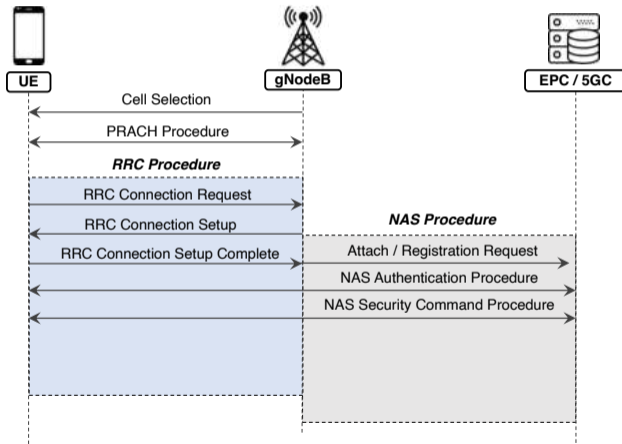 UE
gNodeB
EPC / 5GC
Cell Selection
PRACH Procedure
RRC Procedure
RRC Connection Request
RRC Connection Setup
NAS Procedure
RRC Connection Setup Complete
Attach / Registration Request
NAS Authentication Procedure
NAS Security Command Procedure